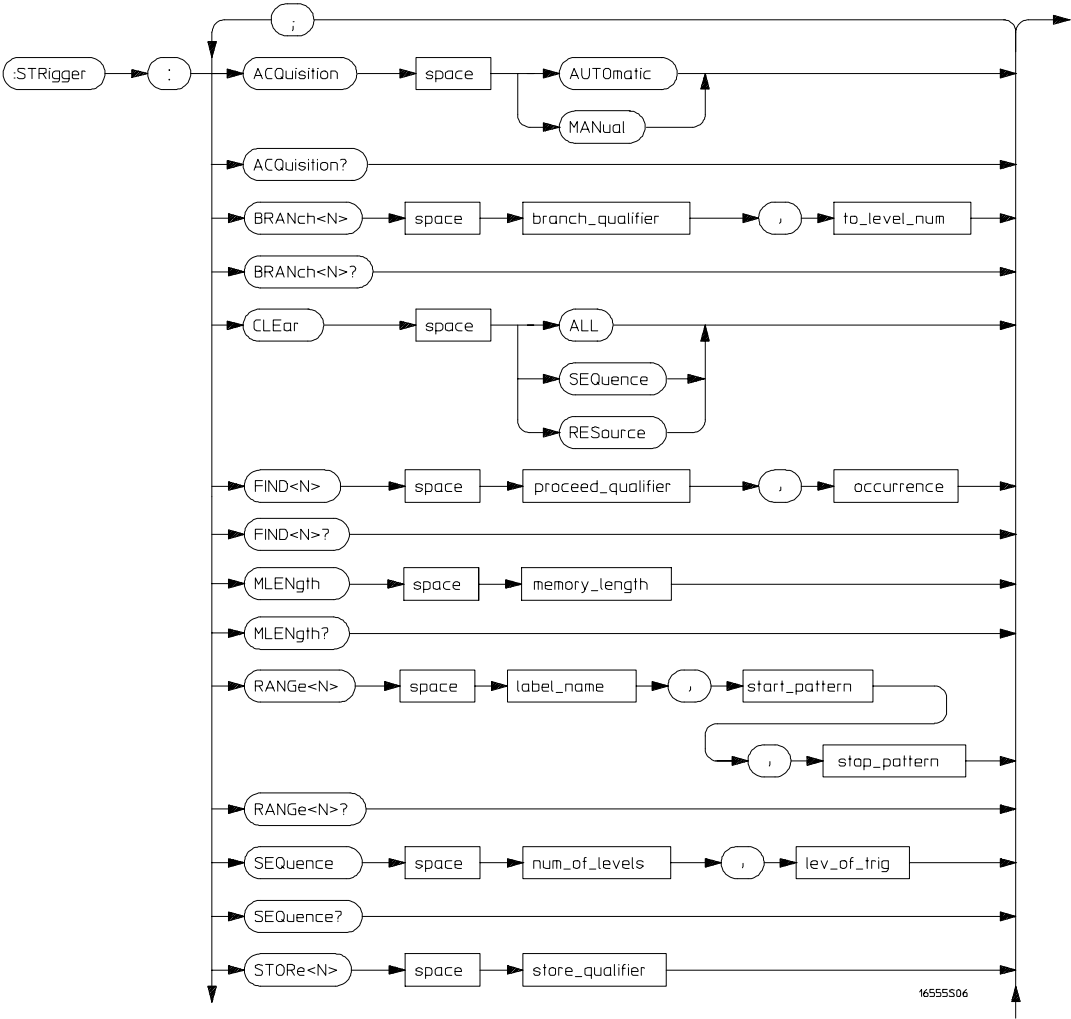 ;
:STRigger : ACQuisition space AUTOmatic
MANual
ACQuisition?
BRANch<N> space branch_qualifier , to_level_num
BRANch<N>?
CLEar space ALL
SEQuence
RESource
FIND<N> space proceed_qualifier , occurrence
FIND<N>?
MLENgth space memory_length
MLENgth?
RANGe<N> space label_name , start_pattern
, stop_pattern
RANGe<N>?
SEQuence space num_of_levels , lev_of_trig
SEQuence?
STORe<N> space store_qualifier
16555S06